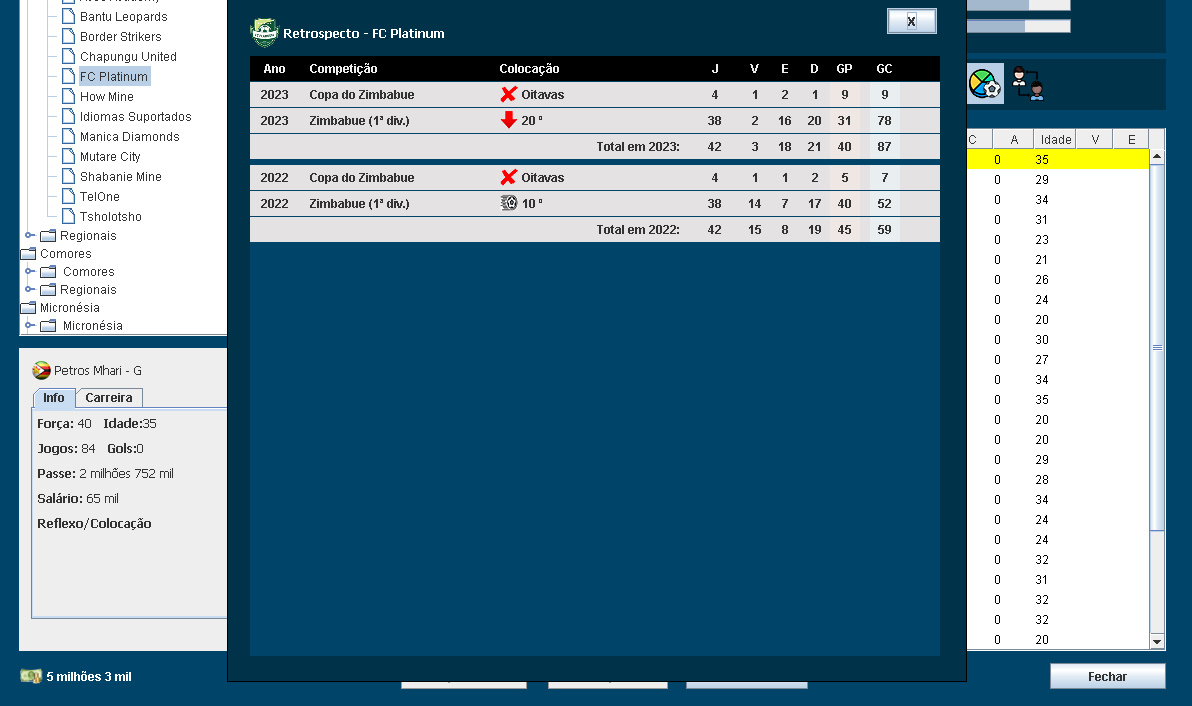 Bantu Leopards
Border Strikers
Chapungu United
FC Platinum
How Mine
Idiomas Suportados
Manica Diamonds
Mutare City
Shabanie Mine
TelOne
Tsholotsho
Regionais
Comores
Comores
Regionais
Micronésia
Micronésia
Petros Mhari - G
Info Carreira
Força: 40 Idade:35
Jogos: 84 Gols:0
Passe: 2 milhões 752 mil
Salário: 65 mil
Reflexo/Colocação
5 milhões 3 mil
Retrospecto - FC Platinum
x
Ano Competição Colocação J V E D GP GC
2023 Copa do Zimbabue Oitavas 4 1 2 1 9 9
2023 Zimbabue (1ª div.) 20 º 38 2 16 20 31 78
Total em 2023: 42 3 18 21 40 87
2022 Copa do Zimbabue Oitavas 4 1 1 2 5 7
2022 Zimbabue (1ª div.) 10 º 38 14 7 17 40 52
Total em 2022: 42 15 8 19 45 59
C A Idade V E
0 35
0 29
0 34
0 31
0 23
0 21
0 26
0 24
0 20
0 30
0 27
0 34
0 35
0 20
0 20
0 29
0 28
0 34
0 24
0 24
0 32
0 31
0 32
0 32
0 20
Fechar